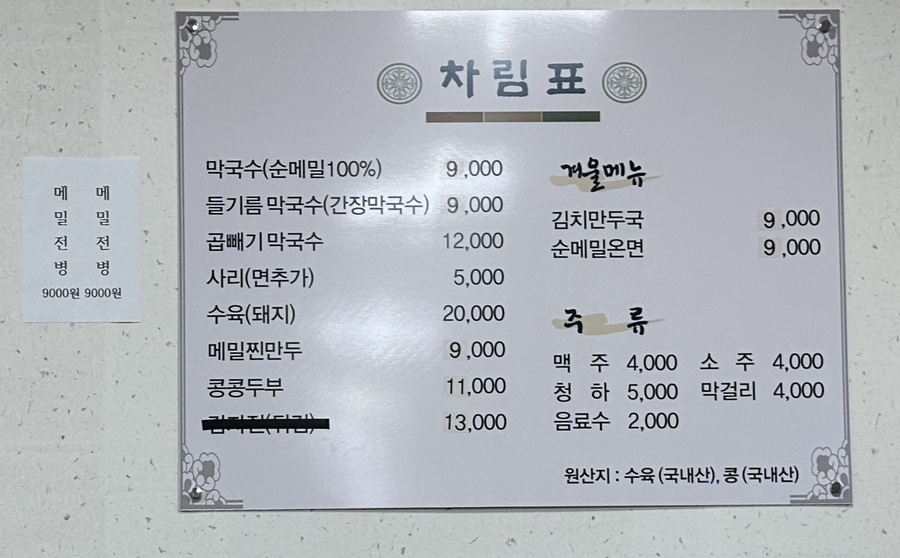 메밀전병 메밀전병
9000원 9000원
차림표
막국수(순메밀100%) 9,000
들기름 막국수(간장막국수) 9,000
곱빼기 막국수 12,000
사리(면추가) 5,000
수육(돼지) 20,000
메밀찐만두 9,000
콩콩두부 11,000
13,000
겨울메뉴
김치만두국 9,000
순메밀온면 9,000
주 류
맥 주 4,000 소 주 4,000
청 하 5,000 막걸리 4,000
음료수 2,000
원산지 : 수육 (국내산), 콩 (국내산)